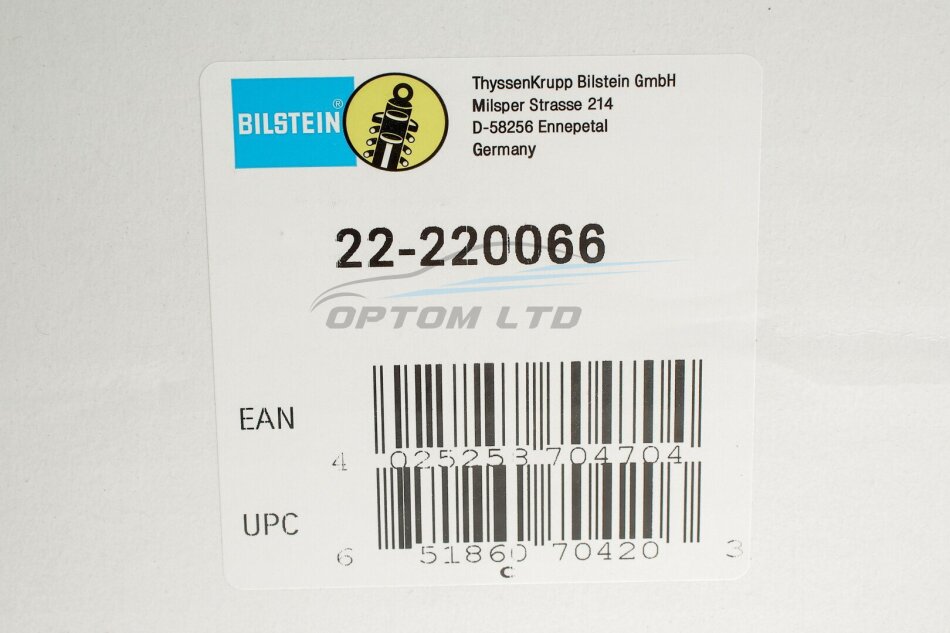 BILSTEIN®
ThyssenKrupp Bilstein GmbH
Milsper Strasse 214
D-58256 Ennepetal
Germany
22-220066
OPTOM LTD
EAN
4 025258 704704
UPC
6 51860 70420 3
C